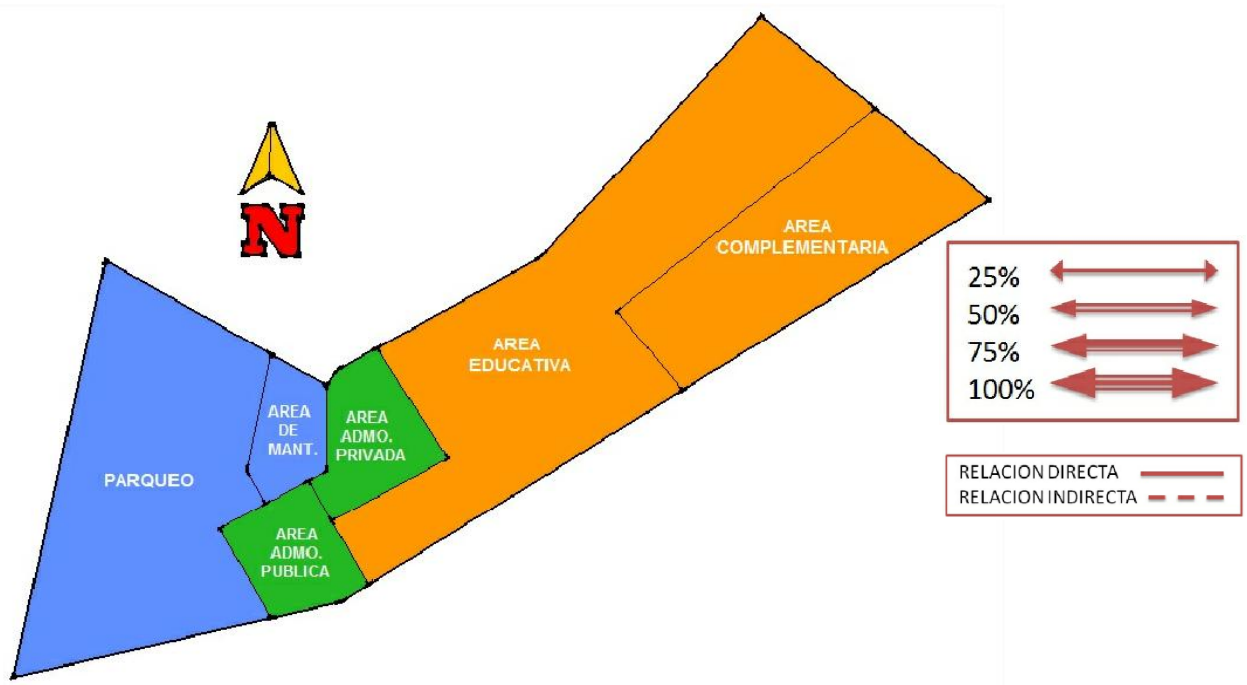 N
AREA
COMPLEMENTARIA
AREA
EDUCATIVA
AREA
DE
MANT.
AREA
ADMO.
PRIVADA
PARQUEO
AREA
ADMO.
PUBLICA
25%
50%
75%
100%
RELACION DIRECTA
RELACION INDIRECTA